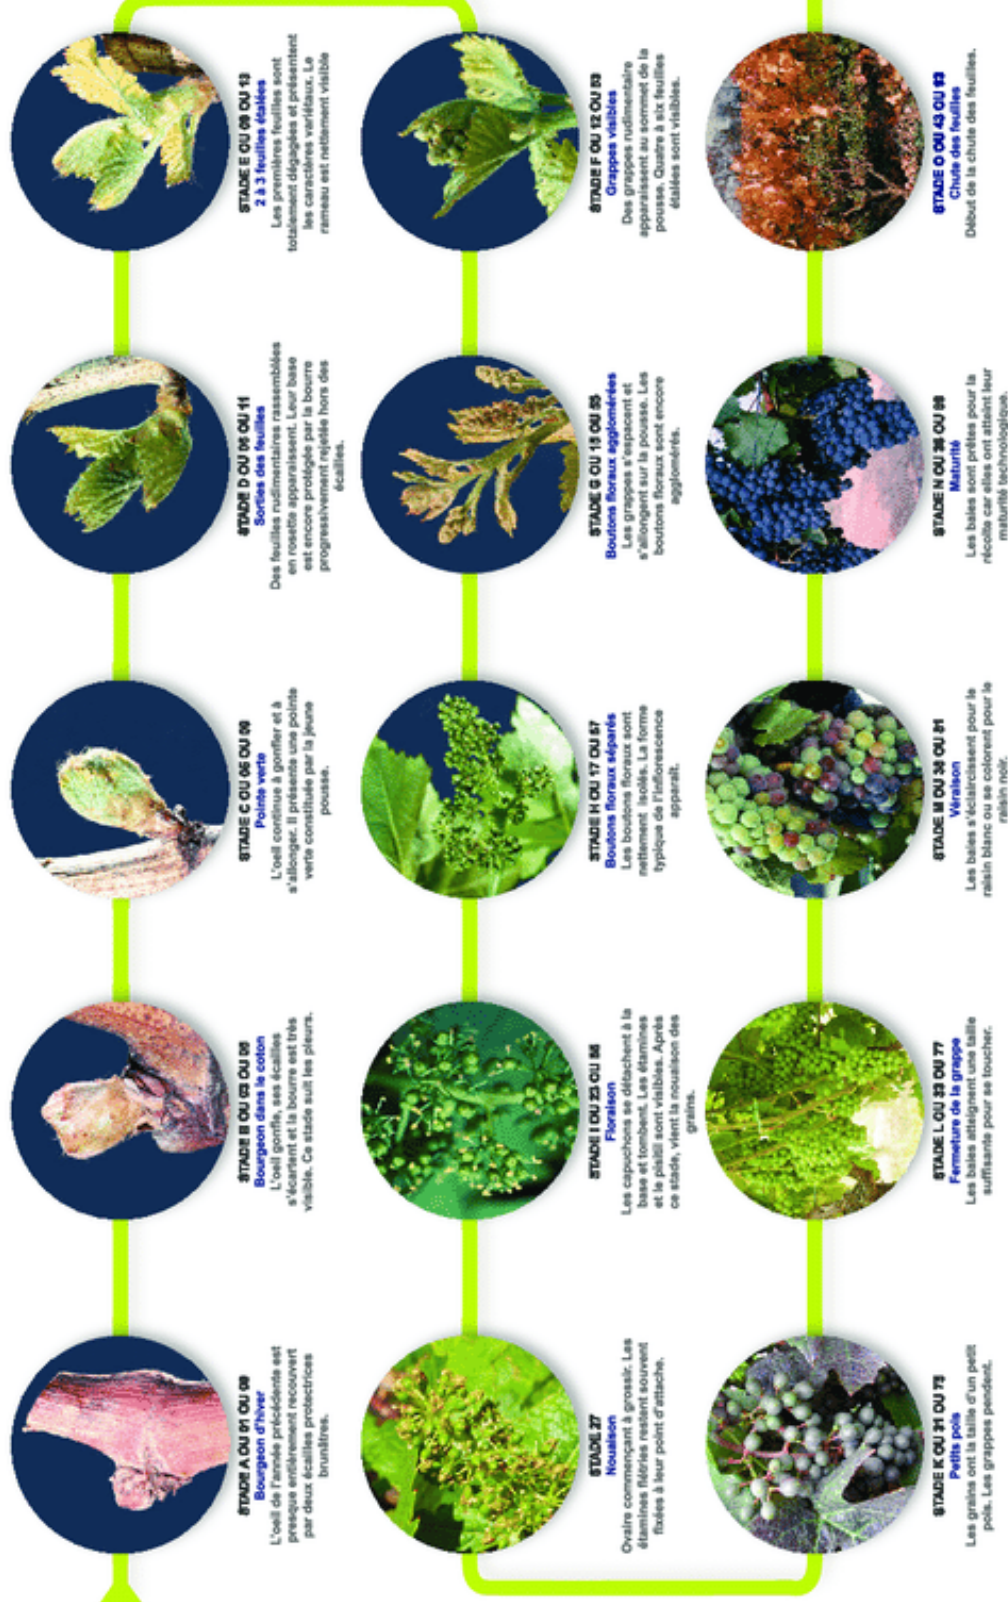 STADE A OU 01 OU 00
Bourgeon d'hiver
L'oeil de l'année précédente est
presque entièrement recouvert
par deux écailles protectrices
brunâtres.
STADE B OU 03 OU 05
Bourgeon dans le coton
L'oeil gonfle, ses écailles
s'écartent et la bourre est très
visible. Ce stade suit les pleurs.
STADE C OU 05 OU 09
Pointe verte
L'oeil continue à gonfler et à
s'allonger. Il présente une pointe
verte constituée par la jeune
pousse.
STADE D OU 06 OU 11
Sorties des feuilles
Des feuilles rudimentaires rassemblées
en rosette apparaissent. Leur base
est encore protégée par la bourre
progressivement rejetée hors des
écailles.
STADE E OU 09 OU 13
2 à 3 feuilles étalées
Les premières feuilles sont
totalement dégagées et présentent
les caractères variétaux. Le
rameau est nettement visible
STADE F OU 12 OU 53
Grappes visibles
Des grappes rudimentaire
apparaisent au sommet de la
pousse. Quatre à six feuilles
étalées sont visibles.
STADE G OU 15 OU 55
Boutons floraux agglomérées
Les grappes s'espacent et
s'allongent sur la pousse. Les
boutons floraux sont encore
agglomérés.
STADE H OU 17 OU 57
Boutons floraux séparés
Les boutons floraux sont
nettement isolés. La forme
typique de l'inflorescence
apparaît.
STADE I OU 23 OU
Floraison
Les capuchons se détachent à la
base et tombent. Les étamines
et le pistil sont visibles. Après
ce stade, vient la nouaison des
grains.
STADE 27
Nouaison
Ovaire commençant à grossir. Les
étamines flétries restent souvent
fixées à leur point d'attache.
STADE K OU 31 OU 75
Petits pois
Les grains ont la taille d'un petit
pois. Les grappes pendent.
STADE L OU 33 OU 77
Fermeture de la grappe
Les baies atteignent une taille
suffisante pour se toucher.
STADE M OU 36 OU 81
Véraison
Les baies s'éclaircissent pour le
raisin blanc ou se colorent pour le
noir.
STADE N OU 38 OU 89
Maturité
Les baies sont prêtes pour la
récolte car elles ont atteint leur
STADE O OU 43 OU 93
Chute des feuilles
Début de la chute des feuilles.